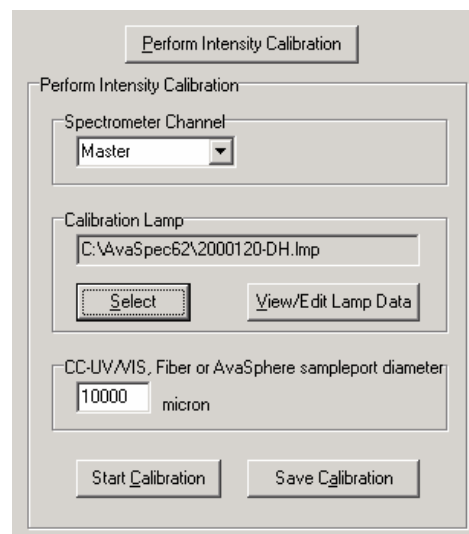 Perform Intensity Calibration
Perform Intensity Calibration
Spectrometer Channel
Master
Calibration Lamp
C:\AvaSpec62\2000120-DH.lmp
Select View/Edit Lamp Data
CC-UV/VIS, Fiber or AvaSphere sampleport diameter
10000 micron
Start Calibration Save Calibration